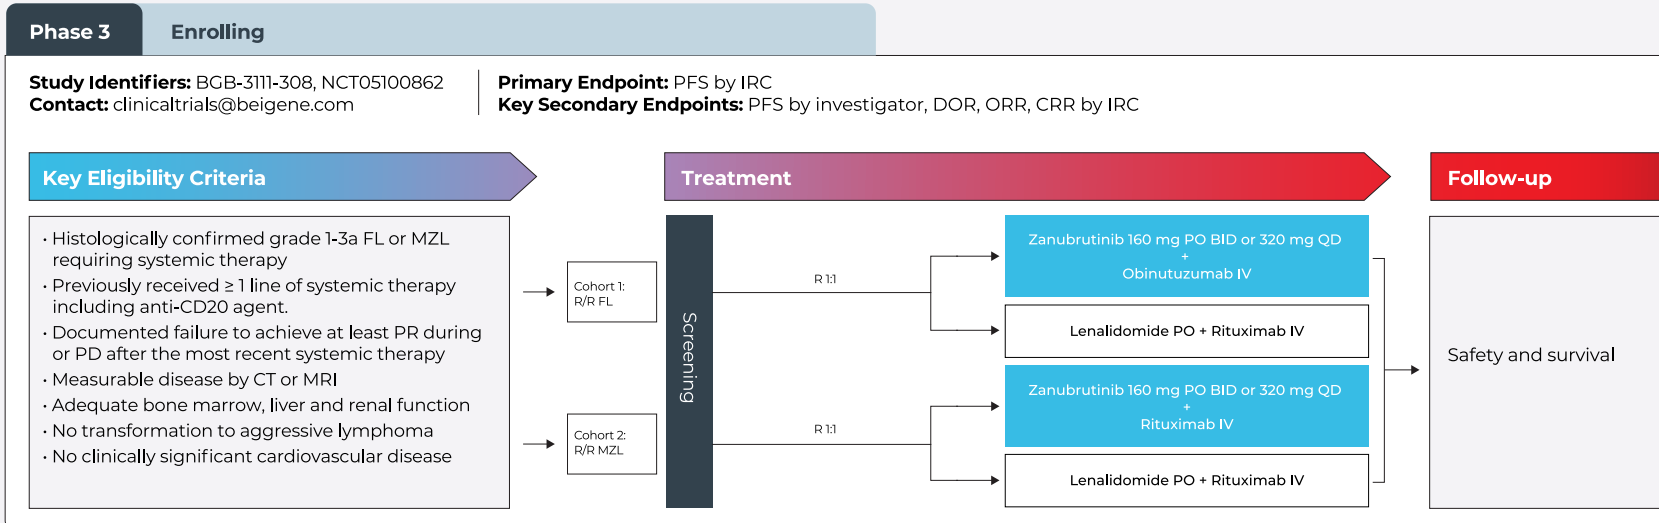 Phase 3
Enrolling
Study Identifiers: BGB-3111-308, NCT05100862
Contact: clinicaltrials@beigene.com
Primary Endpoint: PFS by IRC
Key Secondary Endpoints: PFS by investigator, DOR, ORR, CRR by IRC
Key Eligibility Criteria
Treatment
Follow-up
• Histologically confirmed grade 1-3a FL or MZL
requiring systemic therapy
• Previously received ≥ 1 line of systemic therapy
including anti-CD20 agent.
• Documented failure to achieve at least PR during
or PD after the most recent systemic therapy
• Measurable disease by CT or MRI
• Adequate bone marrow, liver and renal function
• No transformation to aggressive lymphoma
• No clinically significant cardiovascular disease
Cohort 1:
R/R FL
Cohort 2:
R/R MZL
Screening
R 1:1
Zanubrutinib 160 mg PO BID or 320 mg QD
+
Obinutuzumab IV
Lenalidomide PO + Rituximab IV
R 1:1
Zanubrutinib 160 mg PO BID or 320 mg QD
+
Rituximab IV
Lenalidomide PO + Rituximab IV
Safety and survival